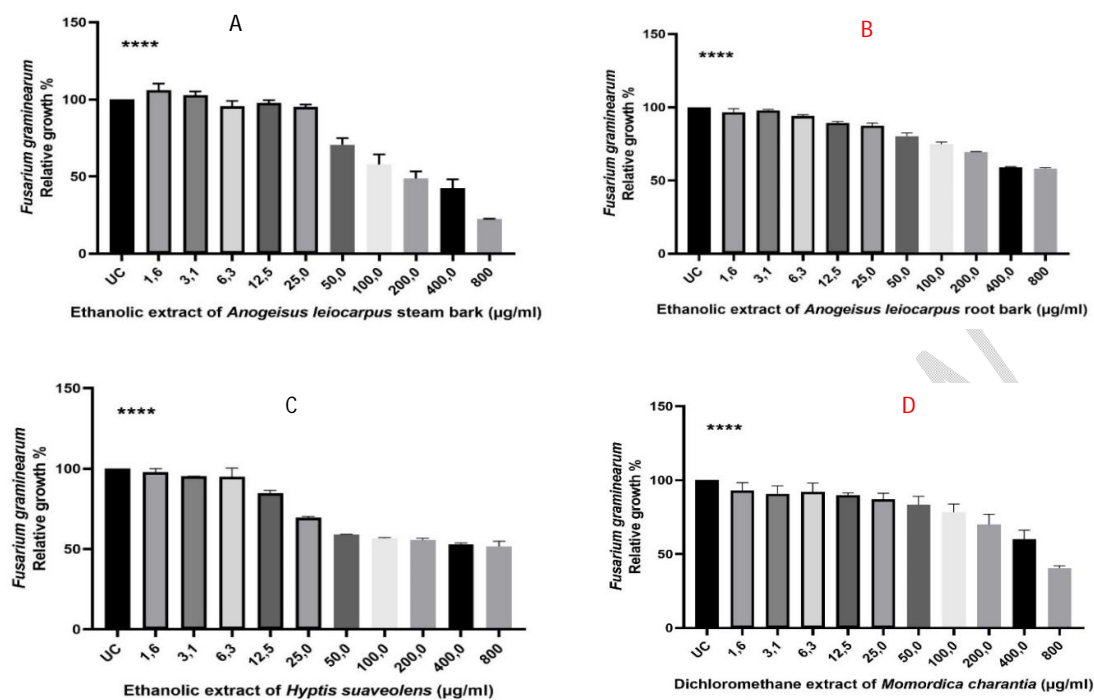 A
Fusarium graminearum
Relative growth %
150
100
50
0
****
UC 1,6 3,1 6,3 12,5 25,0 50,0 100,0 200,0 400,0 800
Ethanolic extract of Anogeisus leiocarpus steam bark (µg/ml)
B
Fusarium graminearum
Relative growth %
150
100
50
0
****
UC 1,6 3,1 6,3 12,5 25,0 50,0 100,0 200,0 400,0 800
Ethanolic extract of Anogeisus leiocarpus root bark (µg/ml)
C
Fusarium graminearum
Relative growth %
150
100
50
0
****
UC 1,6 3,1 6,3 12,5 25,0 50,0 100,0 200,0 400,0 800
Ethanolic extract of Hyptis suaveolens (µg/ml)
D
Fusarium graminearum
Relative growth %
150
100
50
0
****
UC 1,6 3,1 6,3 12,5 25,0 50,0 100,0 200,0 400,0 800
Dichloromethane extract of Momordica charantia (µg/ml)